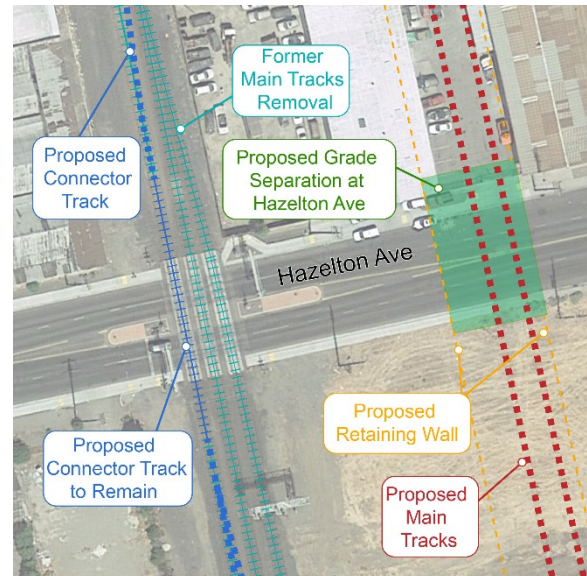 Former
Main Tracks
Removal
Proposed
Connector
Track
Proposed Grade
Separation at
Hazelton Ave
Hazelton Ave
Proposed
Connector Track
to Remain
Proposed
Retaining Wall
Proposed
Main
Tracks